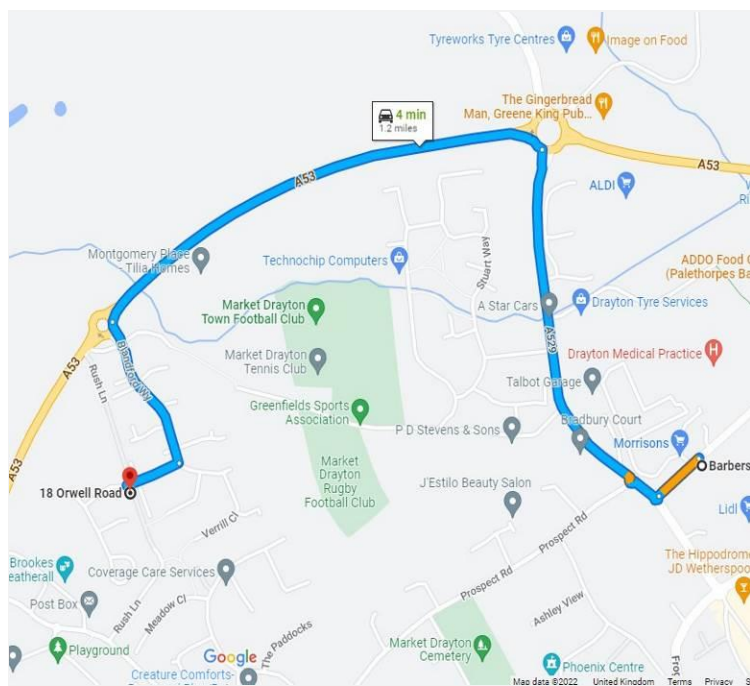 Tyreworks Tyre Centres
Image on Food
4 min
1.2 miles
The Gingerbread
Man, Greene King Pub...
A53
A53
ALDI
Montgomery Place
- Tilia Homes
Technochip Computers
Stuart Way
ADDO Food
(Palethorpes Ba
Market Drayton
Town Football Club
A Star Cars
Drayton Tyre Services
A529
Market Drayton
Tennis Club
Drayton Medical Practice
A53
Rush Ln
Blandford Wy
Talbot Garage
Greenfields Sports
Association
P D Stevens & Sons
Bradbury Court
Morrisons
Market
Drayton
Rugby
Football Club
Barbers
18 Orwell Road
J'Estilo Beauty Salon
Lidl
Verrill Cl
Prospect Rd
The Hippodrome
JD Wetherspoo
Brookes
eatherall
Coverage Care Services
Prospect Rd
Post Box
Rush Ln
Meadow Cl
Ashley View
Playground
Google
The Paddocks
Market Drayton
Cemetery
Phoenix Centre
Fro
Creature Comforts-
Map data ©2022 United Kingdom Terms Privacy S